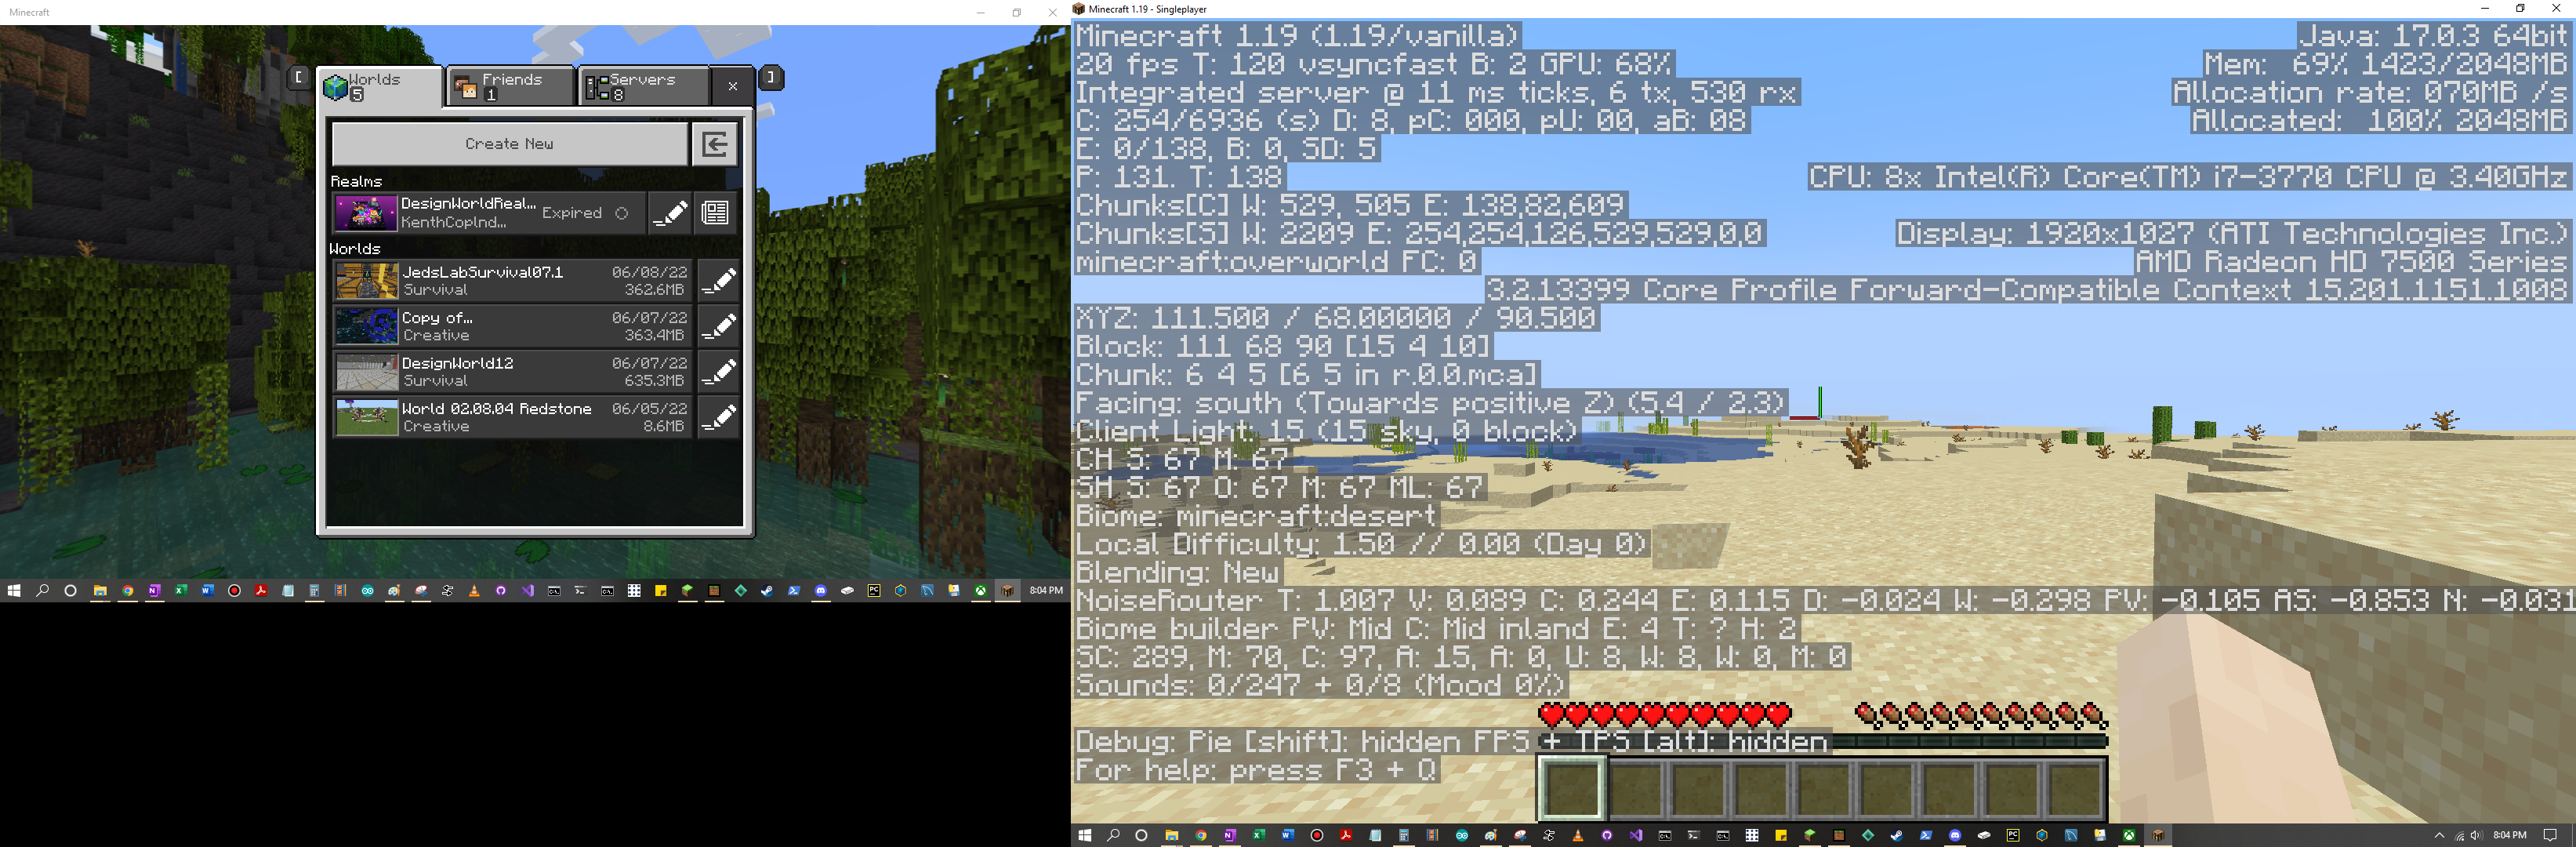 Minecraft
Worlds
5
Friends
1
Servers
8
Create New
Realms
DesignWorldReal...
KenthCoplnd...
Expired
Worlds
JedsLabSurvival07.1 06/08/22
Survival 362.6MB
Copy of... 06/07/22
Creative 363.4MB
DesignWorld12 06/07/22
Survival 635.3MB
World 02.08.04 Redstone 06/05/22
Creative 8.6MB
8:04 PM
Minecraft 1.19 - Singleplayer
Minecraft 1.19 (1.19/vanilla)
20 fps T: 120 vsyncfast B: 2 GPU: 68%
Integrated server @ 11 ms ticks, 6 tx, 530 rx
C: 254/6936 (s) D: 8, pC: 000, pU: 00, aB: 08
E: 0/138, B: 0, SD: 5
P: 131. T: 138
Chunks[C] W: 529, 505 E: 138,82,609
Chunks[S] W: 2209 E: 254,254,126,529,529,0,0
minecraft:overworld FC: 0
XYZ: 111.500 / 68.00000 / 90.500
Block: 111 68 90 [15 4 10]
Chunk: 6 4 5 [6 5 in r.0.0.mca]
Facing: south (Towards positive Z) (5.4 / 2.3)
Client Light: 15 (15 sky, 0 block)
CH S: 67 M: 67
SH S: 67 O: 67 M: 67 ML: 67
Biome: minecraft:desert
Local Difficulty: 1.50 // 0.00 (Day 0)
Blending: New
NoiseRouter T: 1.007 V: 0.089 C: 0.244 E: 0.115 D: -0.024 W: -0.298 PV: -0.105 AS: -0.853 N: -0.031
Biome builder PV: Mid C: Mid inland E: 4 T: ? H: 2
SC: 289, M: 70, C: 97, A: 15, A: 0, U: 8, W: 8, W: 0, M: 0
Sounds: 0/247 + 0/8 (Mood 0%)
Debug: Pie [shift]: hidden FPS + TPS [alt]: hidden
For help: press F3 + Q
Java: 17.0.3 64bit
Mem: 69% 1423/2048MB
Allocation rate: 070MB /s
Allocated: 100% 2048MB
CPU: 8x Intel(R) Core(TM) i7-3770 CPU @ 3.40GHz
Display: 1920x1027 (ATI Technologies Inc.)
AMD Radeon HD 7500 Series
3.2.13399 Core Profile Forward-Compatible Context 15.201.1151.1008
8:04 PM